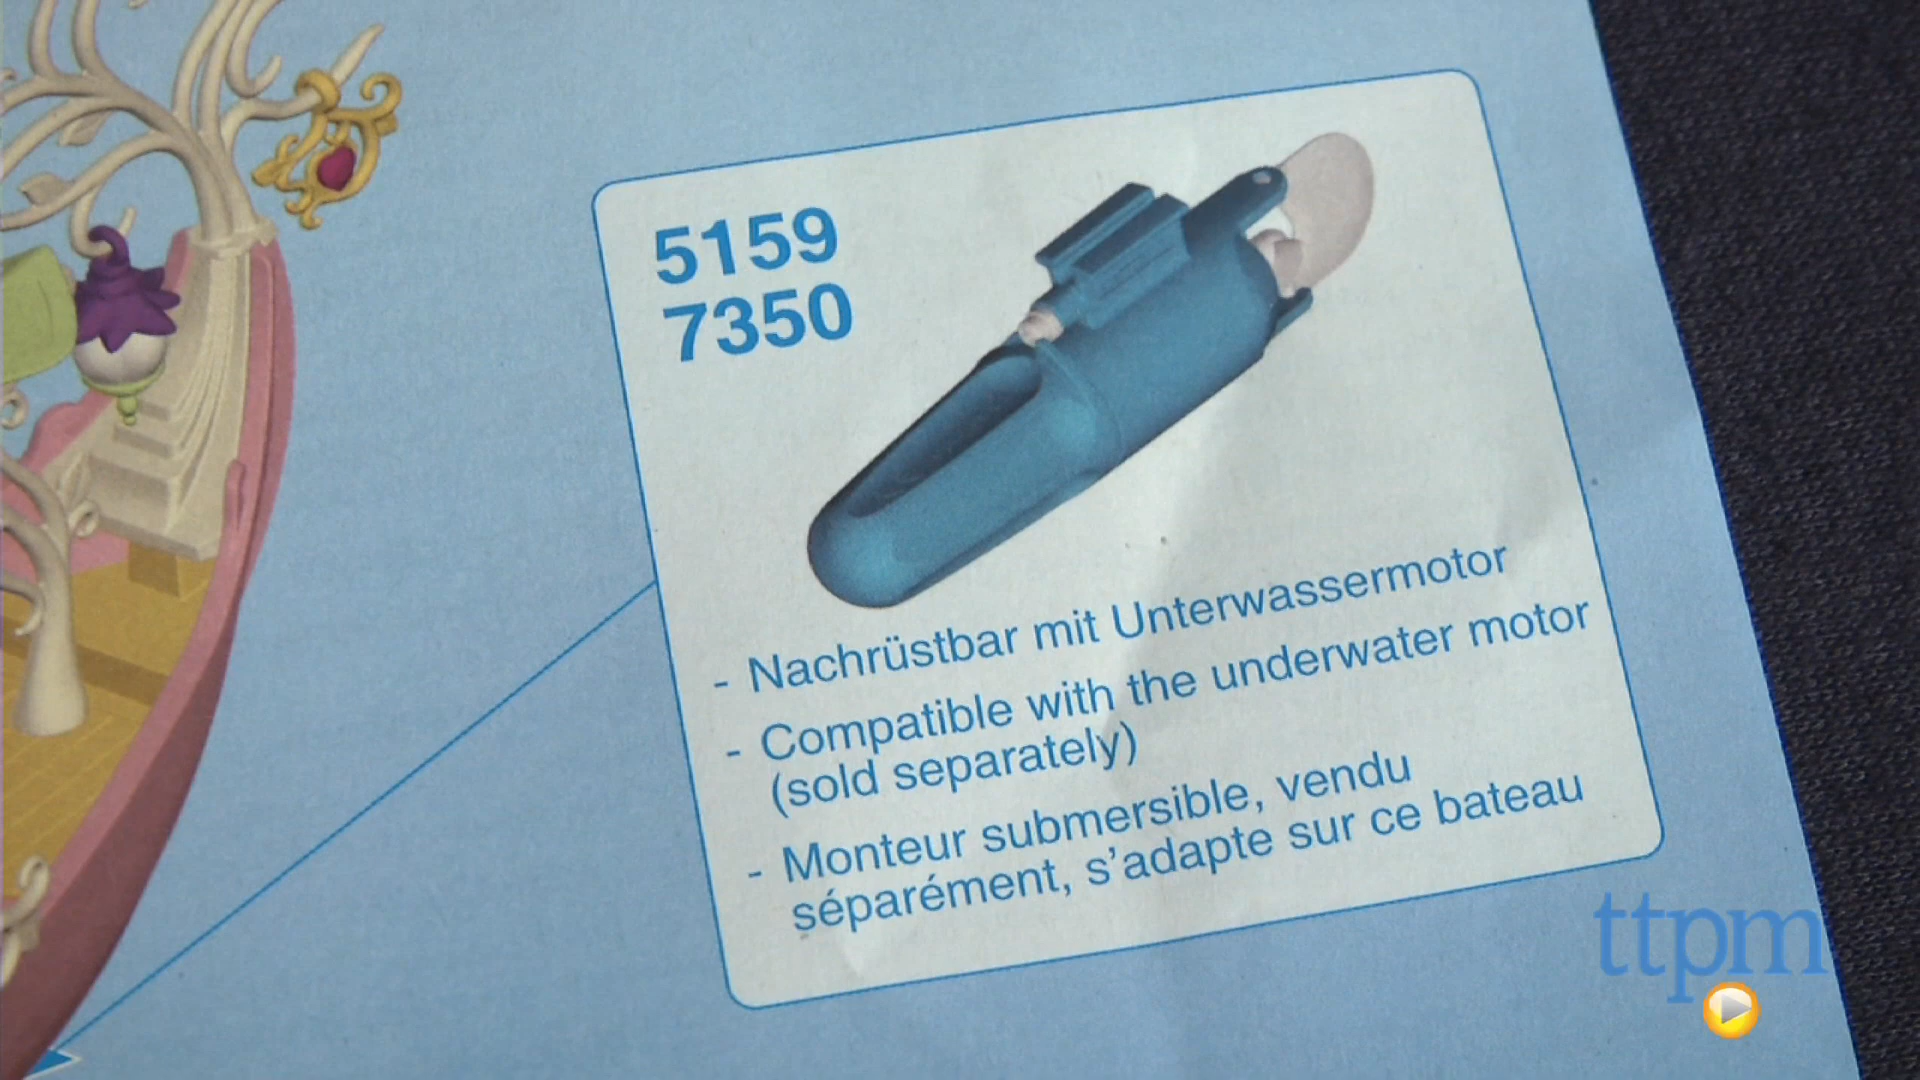 5159
7350
- Nachrüstbar mit Unterwassermotor
- Compatible with the underwater motor
(sold separately)
- Monteur submersible, vendu
séparément, s'adapte sur ce bateau
ttpm